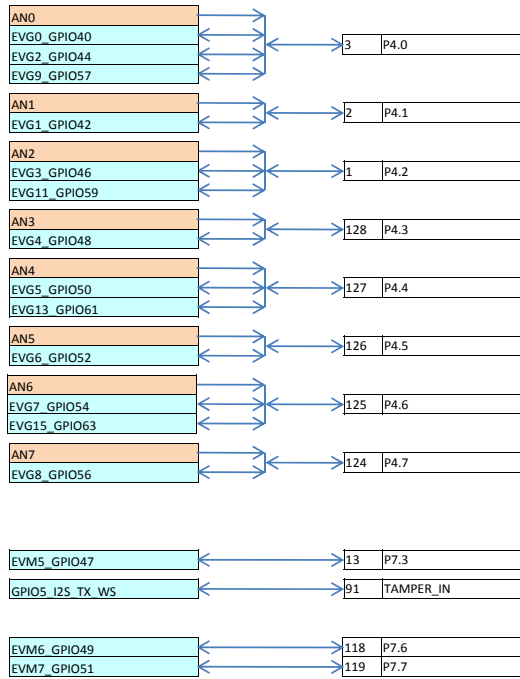 AN0
EVG0_GPIO40
EVG2_GPIO44
EVG9_GPIO57
3 P4.0
AN1
EVG1_GPIO42
2 P4.1
AN2
EVG3_GPIO46
EVG11_GPIO59
1 P4.2
AN3
EVG4_GPIO48
128 P4.3
AN4
EVG5_GPIO50
EVG13_GPIO61
127 P4.4
AN5
EVG6_GPIO52
126 P4.5
AN6
EVG7_GPIO54
EVG15_GPIO63
125 P4.6
AN7
EVG8_GPIO56
124 P4.7
EVM5_GPIO47 13 P7.3
GPIO5_I2S_TX_WS 91 TAMPER_IN
EVM6_GPIO49 118 P7.6
EVM7_GPIO51 119 P7.7